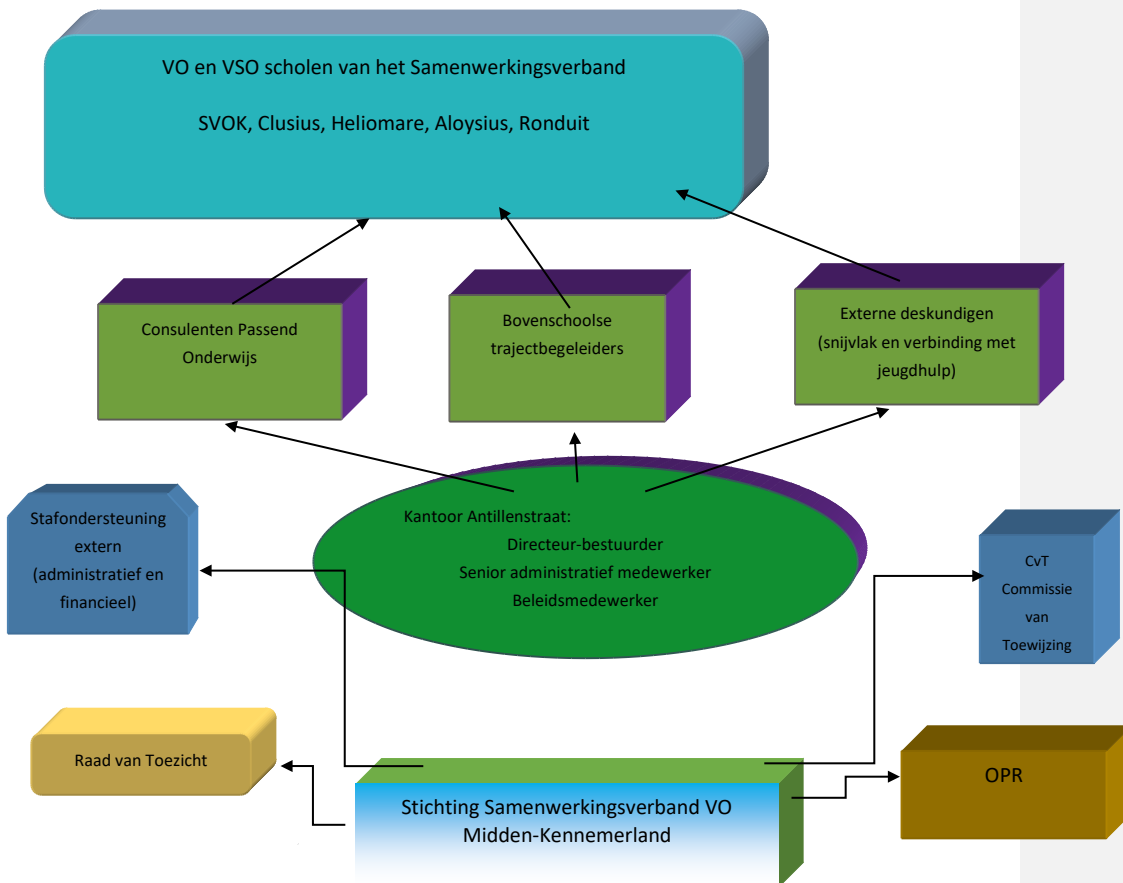 VO en VSO scholen van het Samenwerkingsverband
SVOK, Clusius, Heliomare, Aloysius, Ronduit
Consulenten Passend
Onderwijs
Bovenschoolse
trajectbegeleiders
Externe deskundigen
(snijvlak en verbinding met
jeugdhulp)
Stafondersteuning
extern
(administratief en
financieel)
Kantoor Antillenstraat:
Directeur-bestuurder
Senior administratief medewerker
Beleidsmedewerker
CvT
Commissie
van
Toewijzing
Raad van Toezicht
Stichting Samenwerkingsverband VO
Midden-Kennemerland
OPR